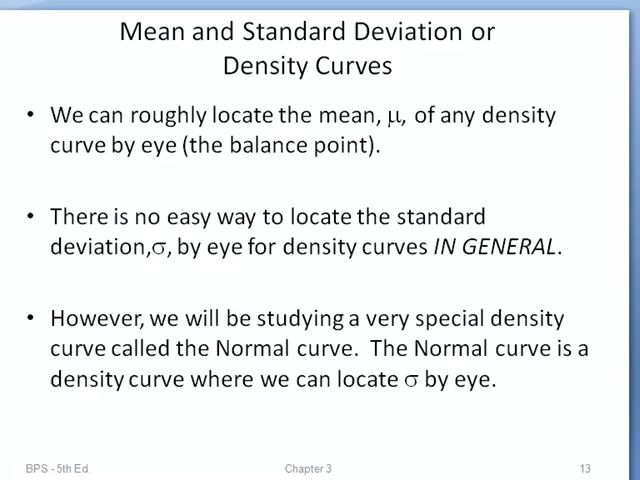 Mean and Standard Deviation or
Density Curves
• We can roughly locate the mean, μ, of any density
curve by eye (the balance point).
• There is no easy way to locate the standard
deviation,σ, by eye for density curves IN GENERAL.
• However, we will be studying a very special density
curve called the Normal curve. The Normal curve is a
density curve where we can locate σ by eye.
BPS - 5th Ed. Chapter 3 13